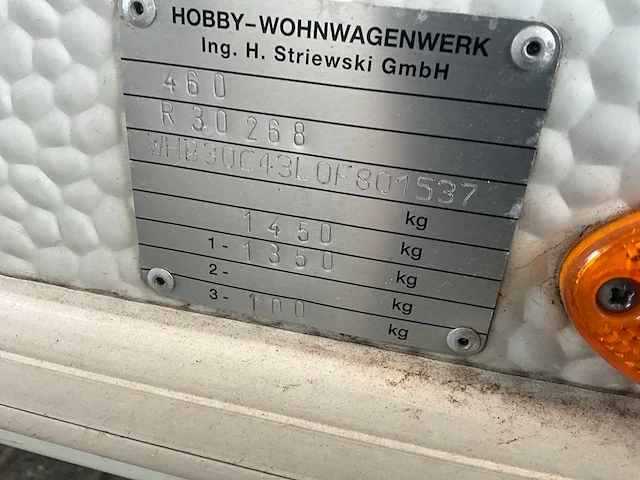 HOBBY-WOHNWAGENWERK
Ing. H. Striewski GmbH
460
R 30 268
WHB30C43L0F801537
kg
1450 kg
1- 1350 kg
2- kg
3- 100 kg